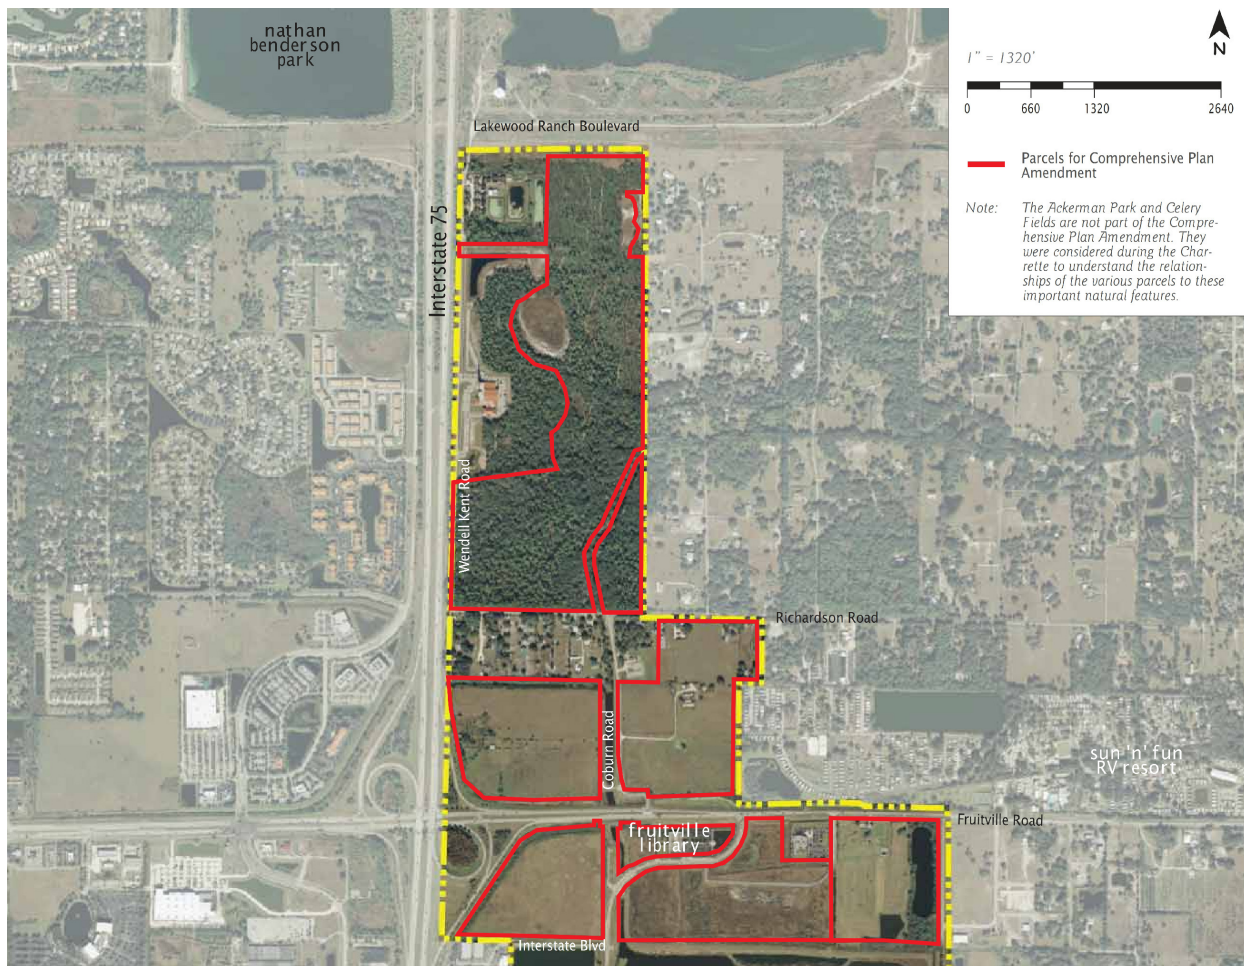 nathan
benderson
park
N
1" = 1320'
0 660 1320 2640
Parcels for Comprehensive Plan
Amendment
Note: The Ackerman Park and Celery
Fields are not part of the Compre-
hensive Plan Amendment. They
were considered during the Char-
rette to understand the relation-
ships of the various parcels to these
important natural features.
Lakewood Ranch Boulevard
Interstate 75
Wendell Kent Road
Richardson Road
Coburn Road
sun 'n' fun
RV resort
Fruitville Road
fruitville
library
Interstate Blvd